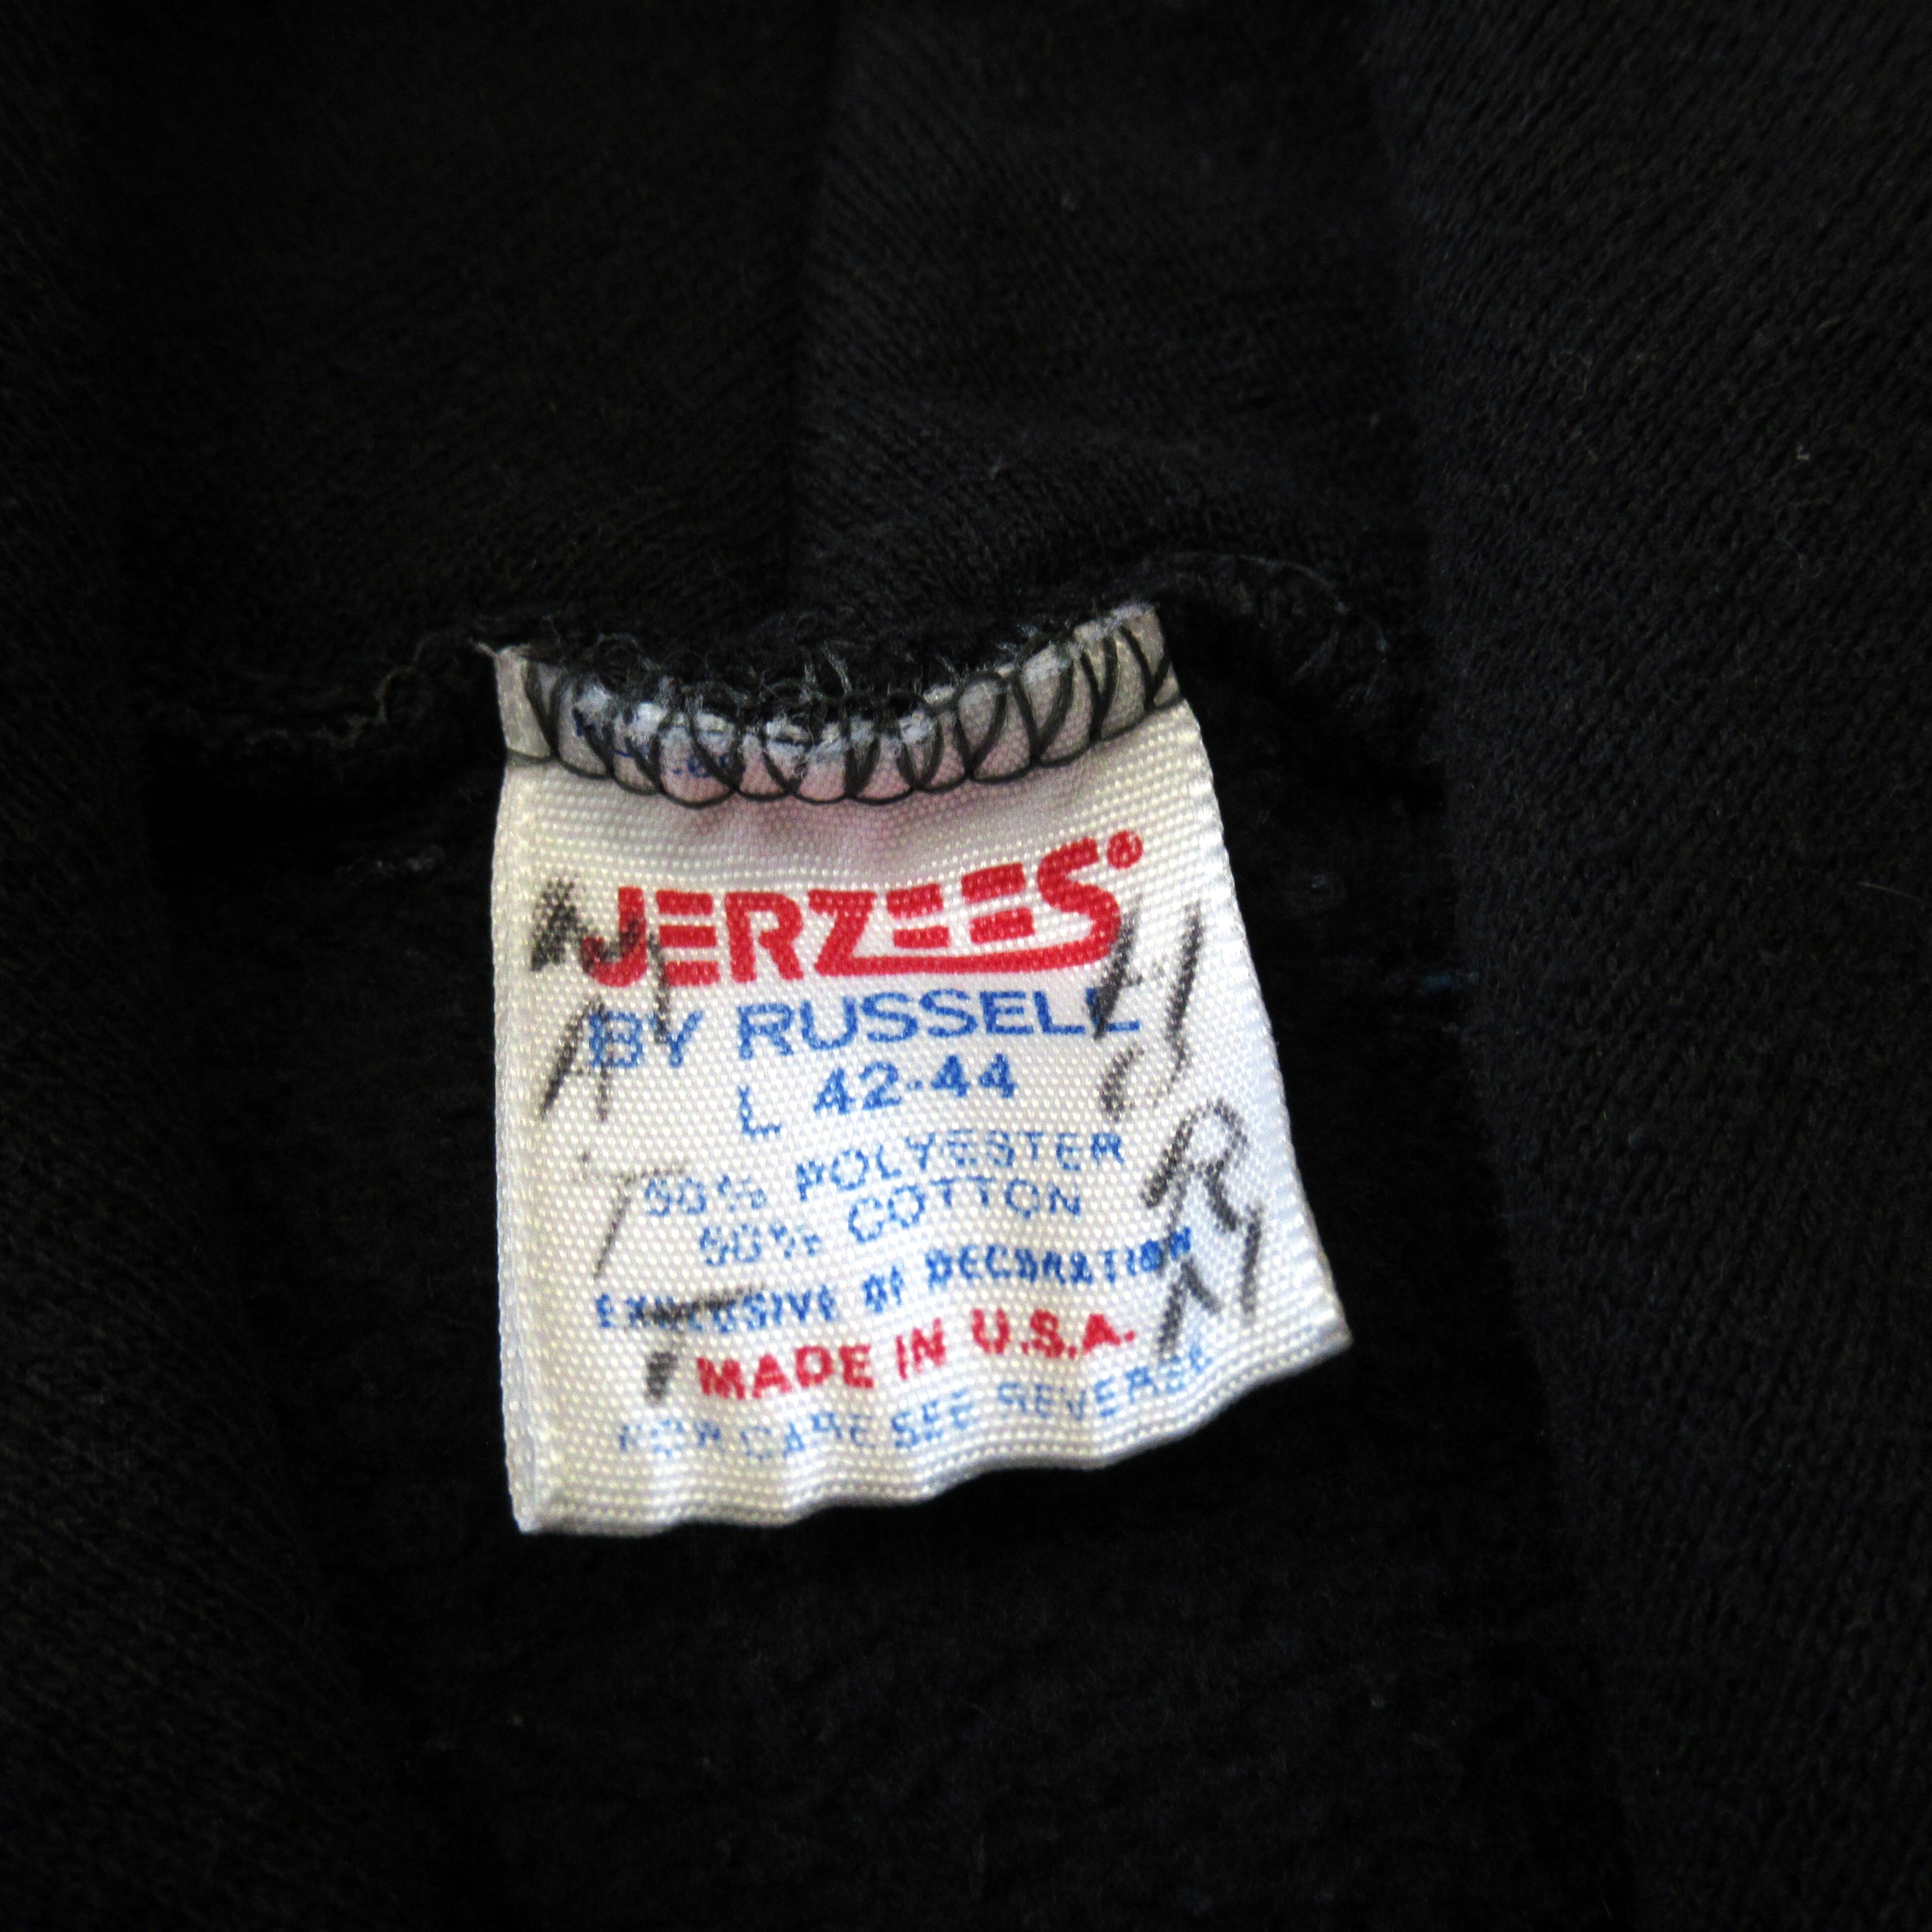 JERZEES®
BY RUSSELL
L 42-44
50% POLYESTER
50% COTTON
EXCLUSIVE OF DECORATION
MADE IN U.S.A.
FOR CARE SEE REVERSE